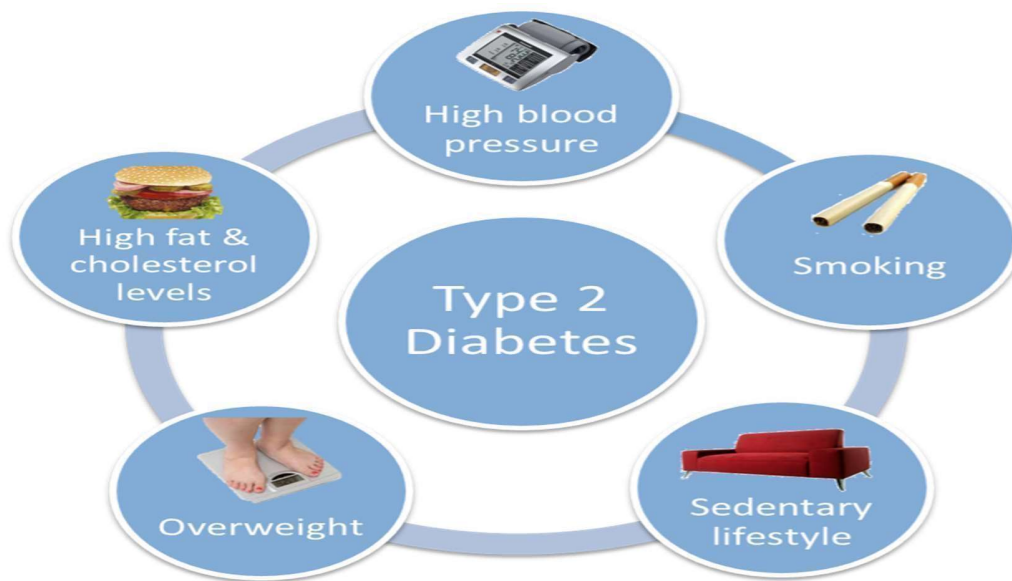 High blood
pressure
Smoking
Sedentary
lifestyle
Overweight
High fat &
cholesterol
levels
Type 2
Diabetes